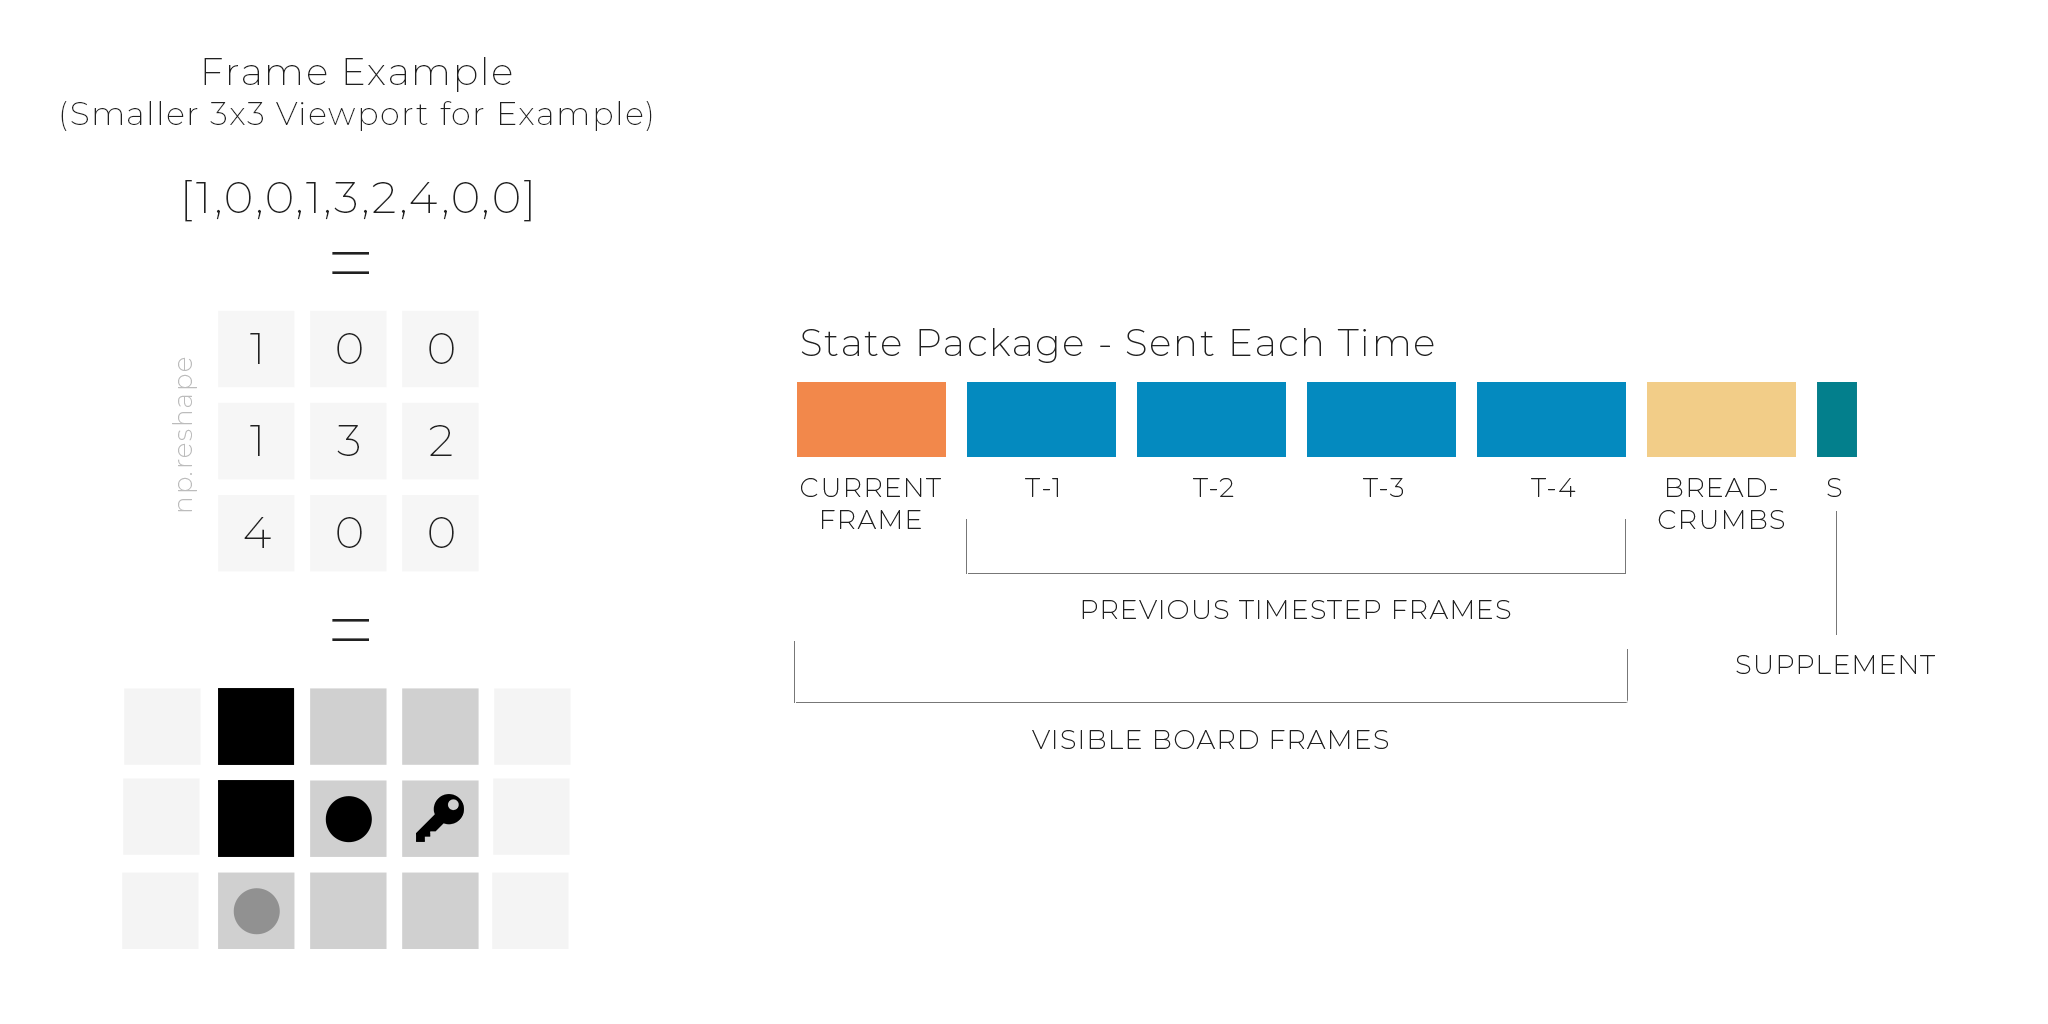 Frame Example
(Smaller 3x3 Viewport for Example)
[1,0,0,1,3,2,4,0,0]
=
np.reshape
1 0 0
1 3 2
4 0 0
=
State Package - Sent Each Time
CURRENT
FRAME
T-1
T-2
T-3
T-4
BREAD-
CRUMBS
S
PREVIOUS TIMESTEP FRAMES
SUPPLEMENT
VISIBLE BOARD FRAMES